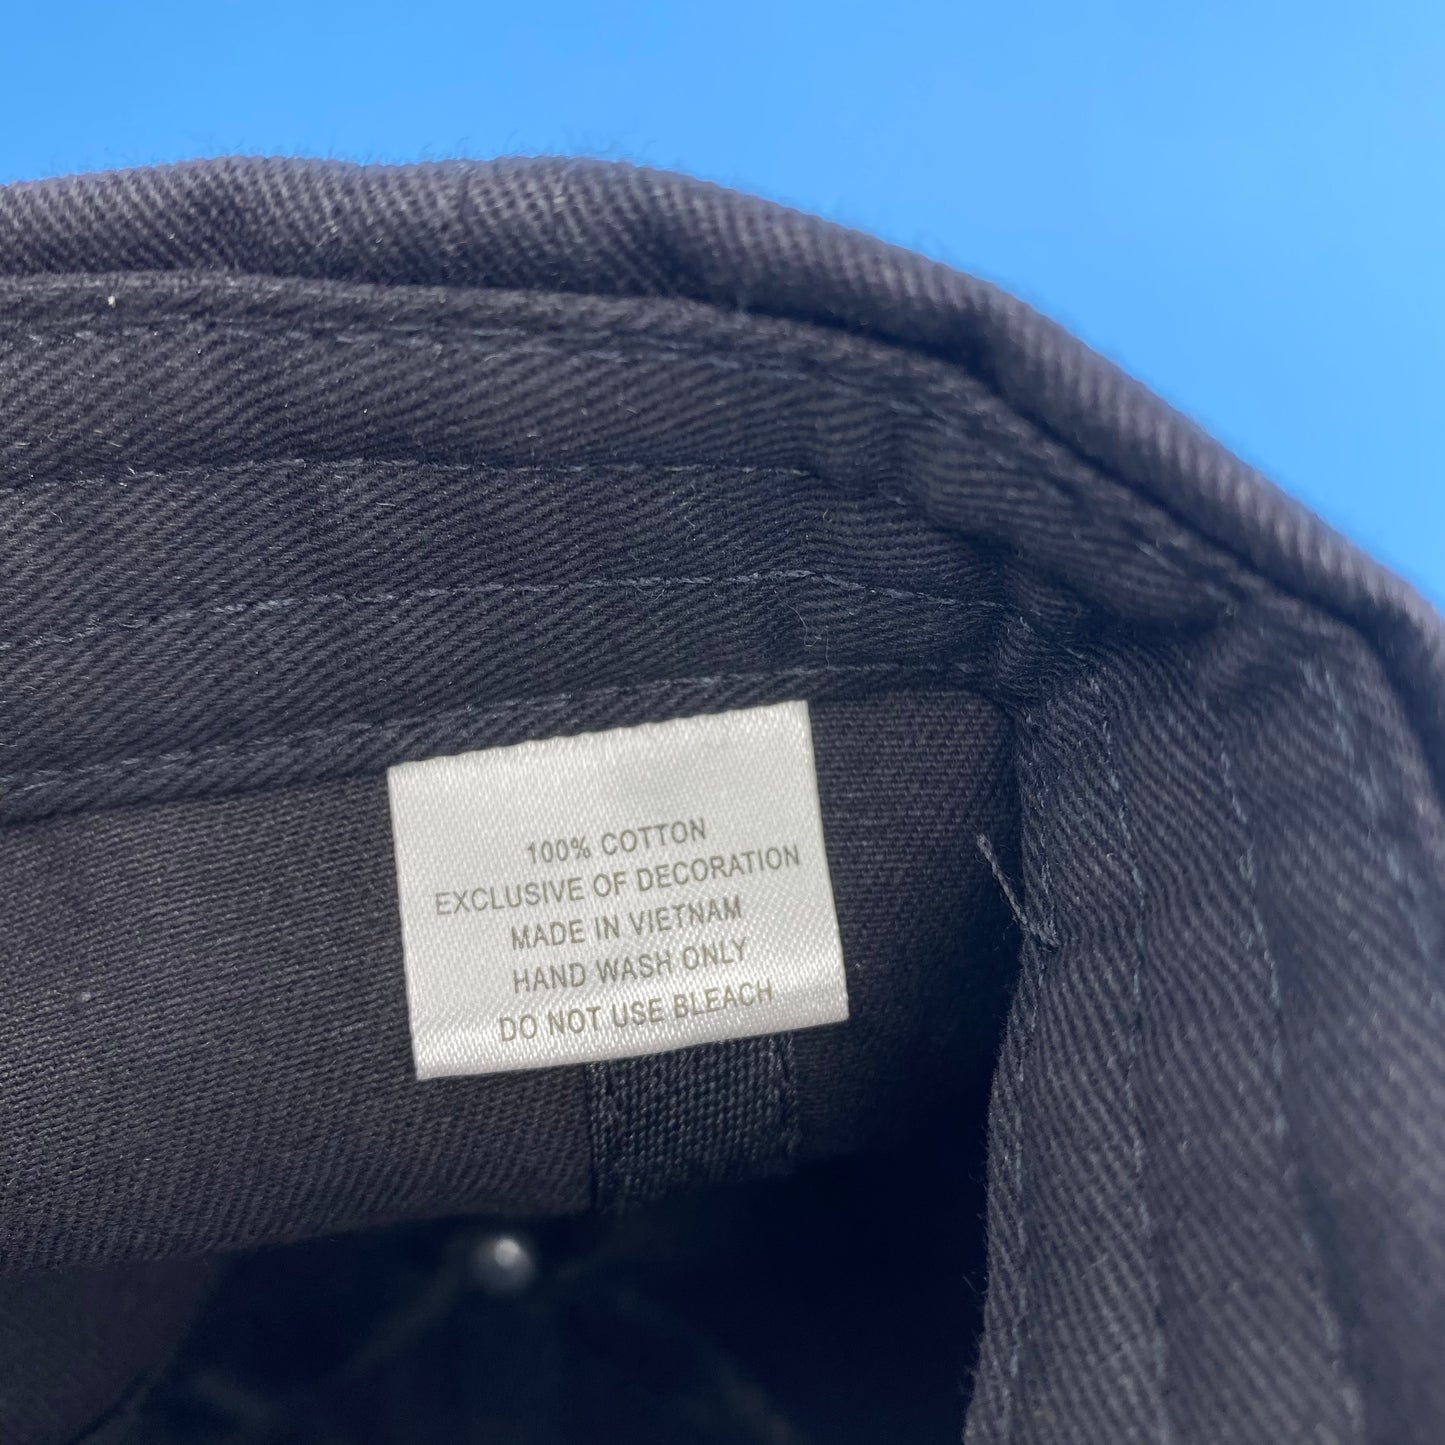 100% COTTON
EXCLUSIVE OF DECORATION
MADE IN VIETNAM
HAND WASH ONLY
DO NOT USE BLEACH